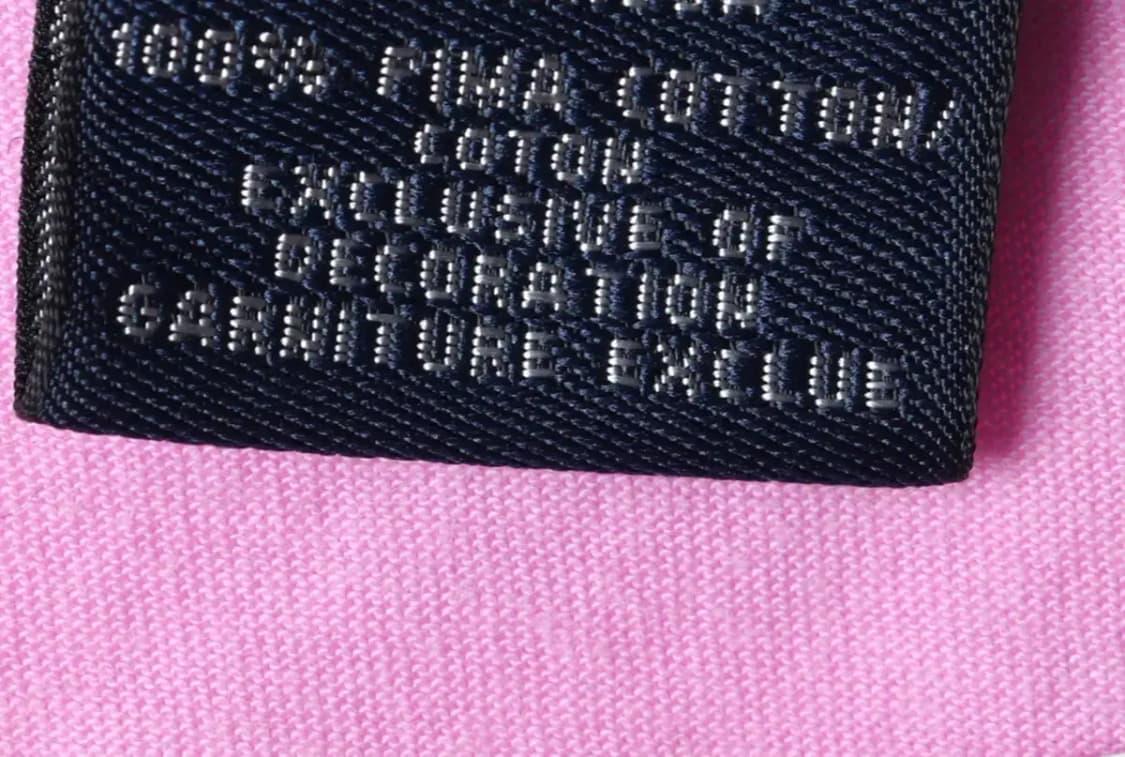 100% PIMA COTTON/
COTON
EXCLUSIVE OF
DECORATION
GARNITURE EXCLUE